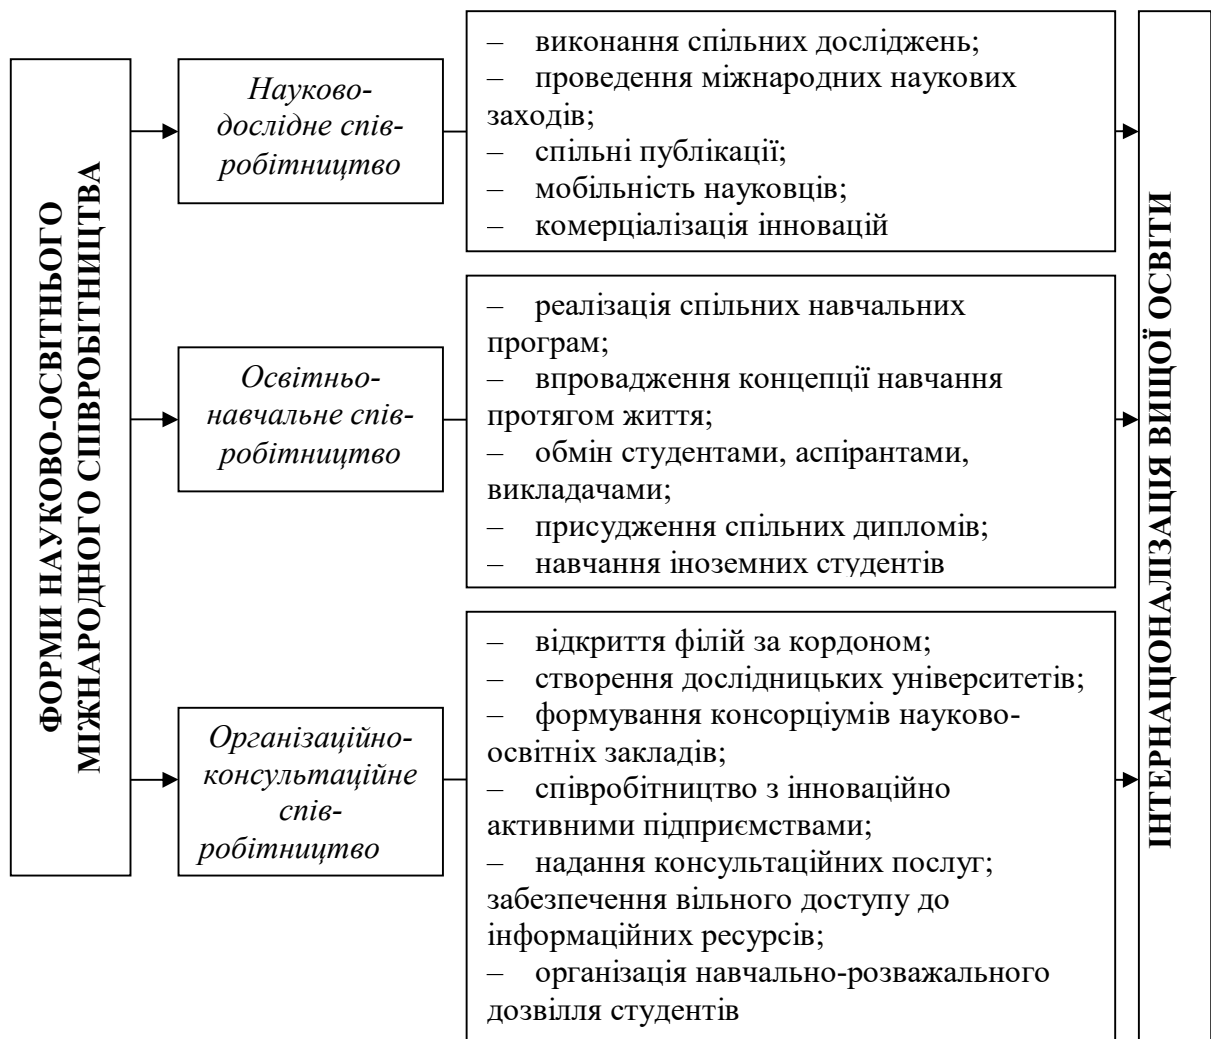 ФОРМИ НАУКОВО-ОСВІТНЬОГО
МІЖНАРОДНОГО СПІВРОБІТНИЦТВА
Науково-
дослідне спів-
робітництво
– виконання спільних досліджень;
– проведення міжнародних наукових
заходів;
– спільні публікації;
– мобільність науковців;
– комерціалізація інновацій
Освітньо-
навчальне спів-
робітництво
– реалізація спільних навчальних
програм;
– впровадження концепції навчання
протягом життя;
– обмін студентами, аспірантами,
викладачами;
– присудження спільних дипломів;
– навчання іноземних студентів
Організаційно-
консультаційне
спів-
робітництво
– відкриття філій за кордоном;
– створення дослідницьких університетів;
– формування консорціумів науково-
освітніх закладів;
– співробітництво з інноваційно
активними підприємствами;
– надання консультаційних послуг;
забезпечення вільного доступу до
інформаційних ресурсів;
– організація навчально-розважального
дозвілля студентів
ІНТЕРНАЦІОНАЛІЗАЦІЯ ВИЩОЇ ОСВІТИ